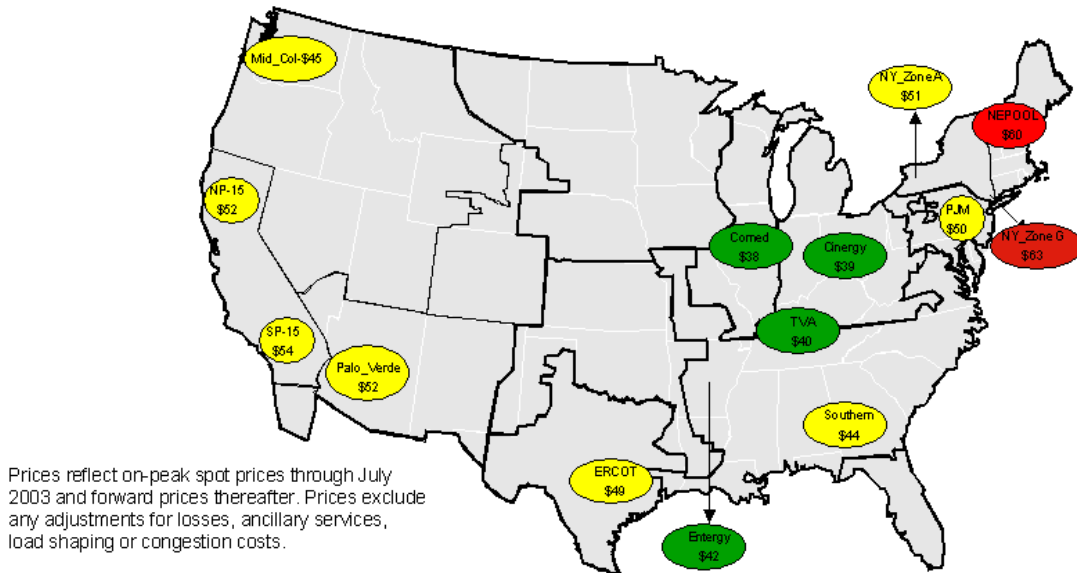 Mid_Col-$45
NY_ZoneA
$51
NEPOOL
$60
NP-15
$52
PJM
$50
Comed
$38
Cinergy
$39
NY_Zone G
$63
TVA
$40
SP-15
$54
Palo_Verde
$52
Southern
$44
ERCOT
$49
Entergy
$42
Prices reflect on-peak spot prices through July
2003 and forward prices thereafter. Prices exclude
any adjustments for losses, ancillary services,
load shaping or congestion costs.